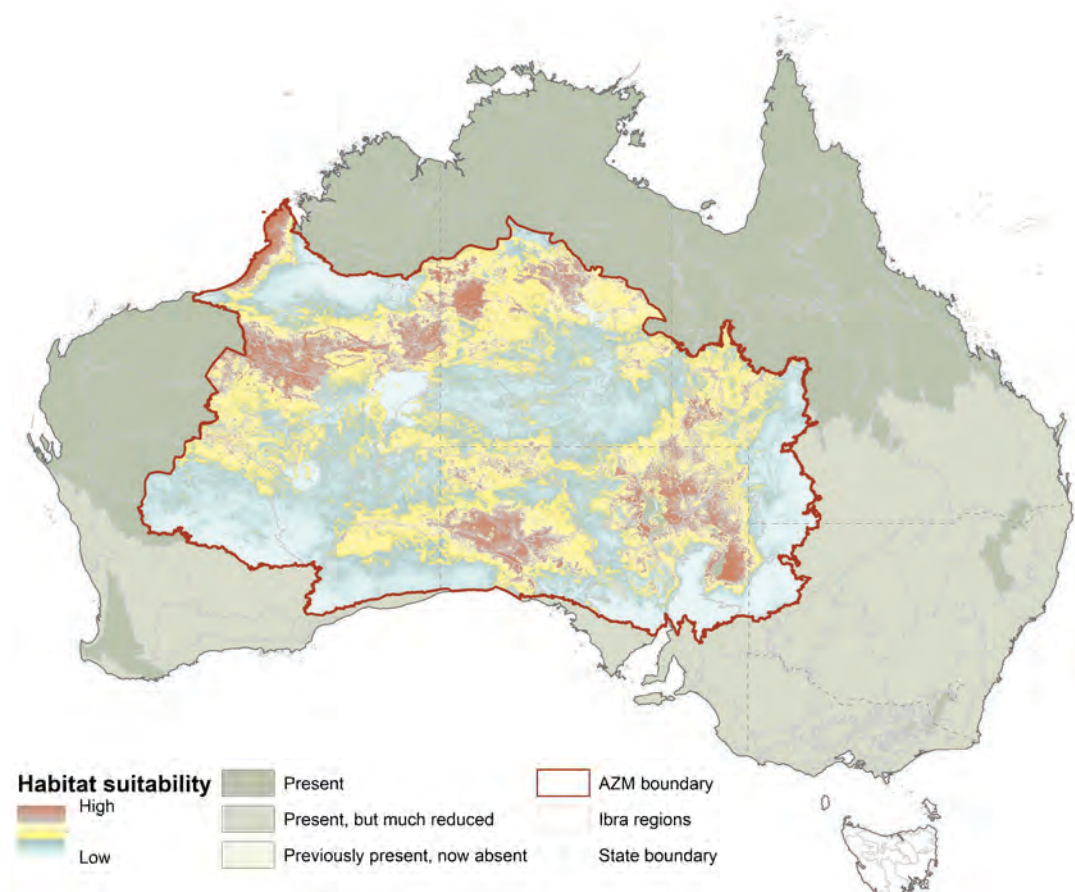 Habitat suitability
High
Low
Present
Present, but much reduced
Previously present, now absent
AZM boundary
Ibra regions
State boundary